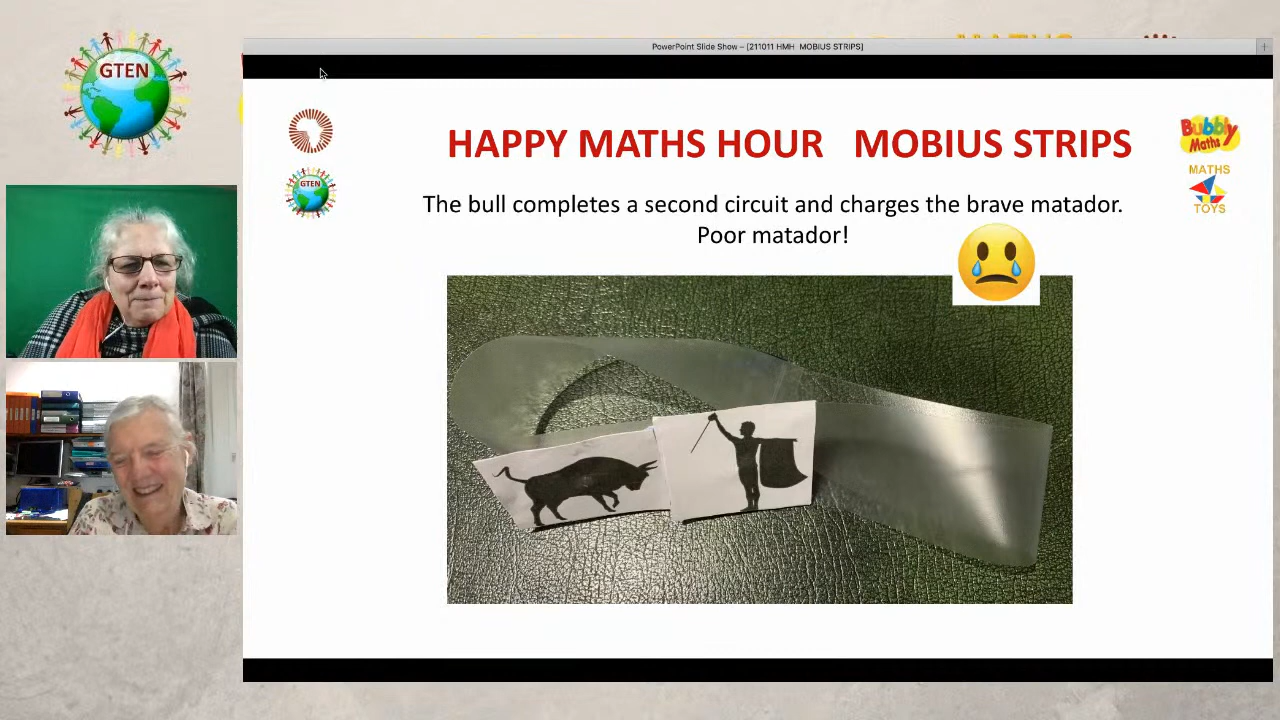 GTEN
PowerPoint Slide Show – [211011 HMH  MOBIUS STRIPS]
GTEN
HAPPY MATHS HOUR   MOBIUS STRIPS
Bubbly
Maths
MATHS
TOYS
The bull completes a second circuit and charges the brave matador.
Poor matador!